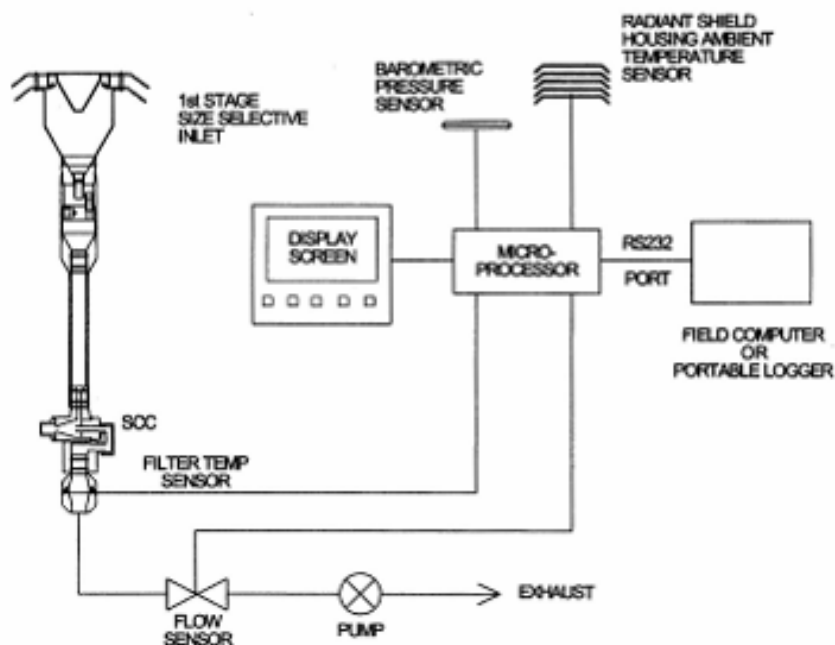 RADIANT SHIELD
HOUSING AMBIENT
TEMPERATURE
SENSOR
BAROMETRIC
PRESSURE
SENSOR
1st STAGE
SIZE SELECTIVE
INLET
DISPLAY
SCREEN
MICRO-
PROCESSOR
RS232
PORT
FIELD COMPUTER
OR
PORTABLE LOGGER
SCC
FILTER TEMP
SENSOR
FLOW
SENSOR
PUMP
EXHAUST